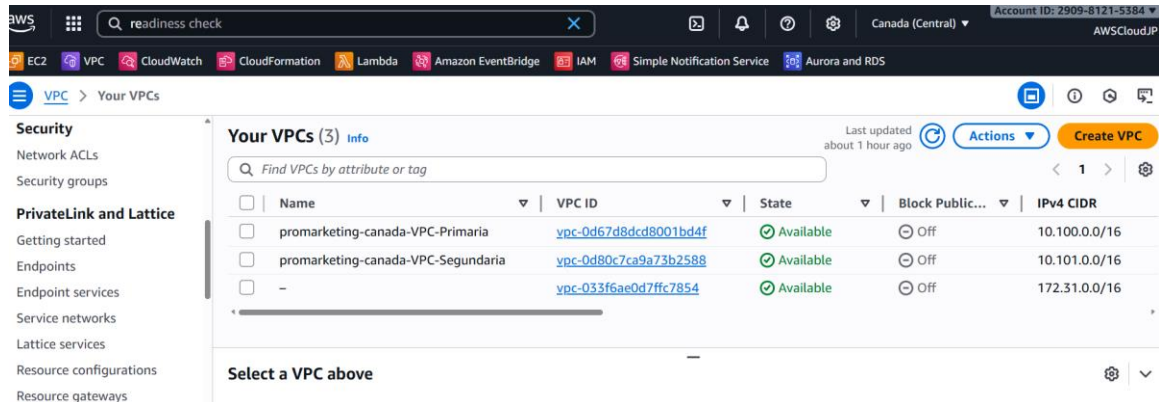 aws
readiness check
Canada (Central)
Account ID: 2909-8121-5384
AWSCloudJP
EC2 VPC CloudWatch CloudFormation Lambda Amazon EventBridge IAM Simple Notification Service Aurora and RDS
VPC > Your VPCs
Security
Network ACLs
Security groups
PrivateLink and Lattice
Getting started
Endpoints
Endpoint services
Service networks
Lattice services
Resource configurations
Resource gateways
Your VPCs (3) Info
Last updated
about 1 hour ago
Actions
Create VPC
Find VPCs by attribute or tag
1
Name VPC ID State Block Public... IPv4 CIDR
promarketing-canada-VPC-Primaria vpc-0d67d8dcd8001bd4f Available Off 10.100.0.0/16
promarketing-canada-VPC-Segundaria vpc-0d80c7ca9a73b2588 Available Off 10.101.0.0/16
– vpc-033f6ae0d7ffc7854 Available Off 172.31.0.0/16
Select a VPC above